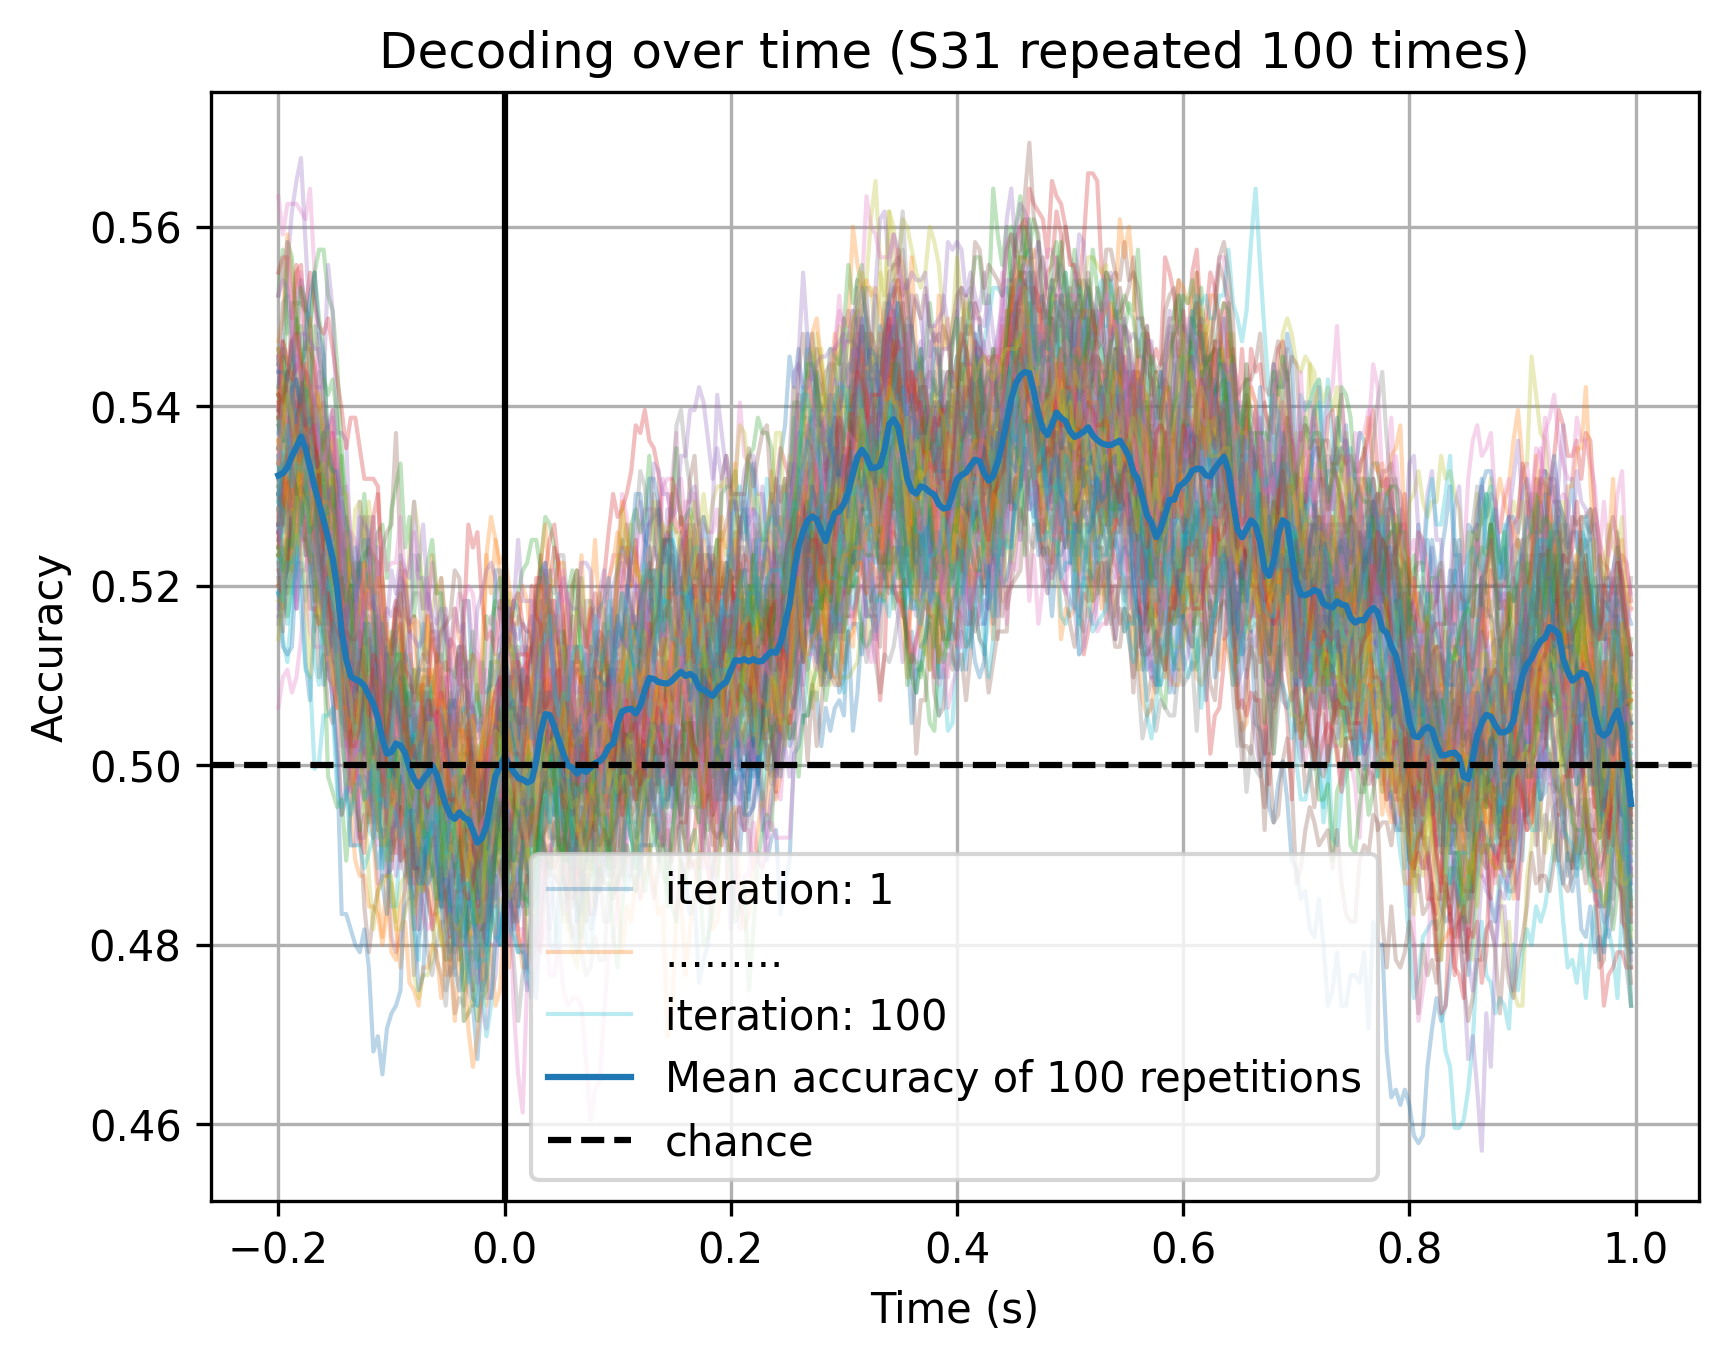 Decoding over time (S31 repeated 100 times)
Accuracy
0.56
0.54
0.52
0.50
0.48
0.46
iteration: 1
.........
iteration: 100
Mean accuracy of 100 repetitions
chance
−0.2 0.0 0.2 0.4 0.6 0.8 1.0
Time (s)